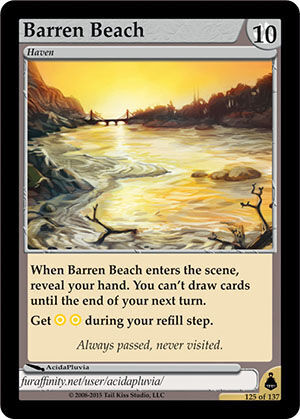 Barren Beach
10
Haven
When Barren Beach enters the scene,
reveal your hand. You can't draw cards
until the end of your next turn.
Get during your refill step.
Always passed, never visited.
AcidaPluvia
furaffinity.net/user/acidapluvia/
© 2008-2015 Tail Kiss Studio, LLC
125 of 137